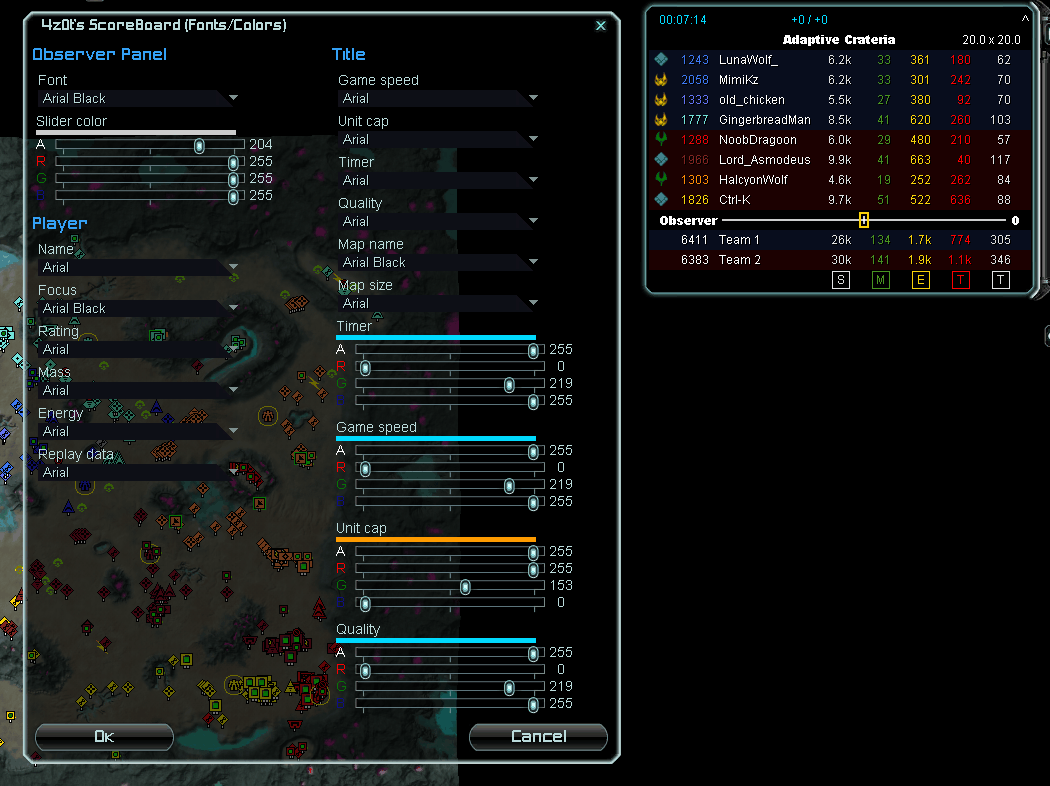 4z0t's ScoreBoard (Fonts/Colors)
X
Observer Panel
Font
Arial Black
Slider color
A 204
R 255
G 255
255
Player
Name
Arial
Focus
Arial Black
Rating
Arial
Mass
Arial
Energy
Arial
Replay data
Arial
Title
Game speed
Arial
Unit cap
Arial
Timer
Arial
Quality
Arial
Map name
Arial Black
Map size
Arial
Timer
A 255
R 0
G 219
255
Game speed
A 255
R 0
G 219
255
Unit cap
A 255
R 255
G 153
0
Quality
A 255
R 0
G 219
255
Ok
Cancel
00:07:14 +0 / +0 ^
Adaptive Crateria 20.0 x 20.0
1243 LunaWolf_ 6.2k 33 361 180 62
2058 MimiKz 6.2k 33 301 242 70
1333 old_chicken 5.5k 27 380 92 70
1777 GingerbreadMan 8.5k 41 620 260 103
1288 NoobDragoon 6.0k 29 480 210 57
1966 Lord_Asmodeus 9.9k 41 663 40 117
1303 HalcyonWolf 4.6k 19 252 262 84
1826 Ctrl-K 9.7k 51 522 636 88
Observer 0
6411 Team 1 26k 134 1.7k 774 305
6383 Team 2 30k 141 1.9k 1.1k 346
S M E T T